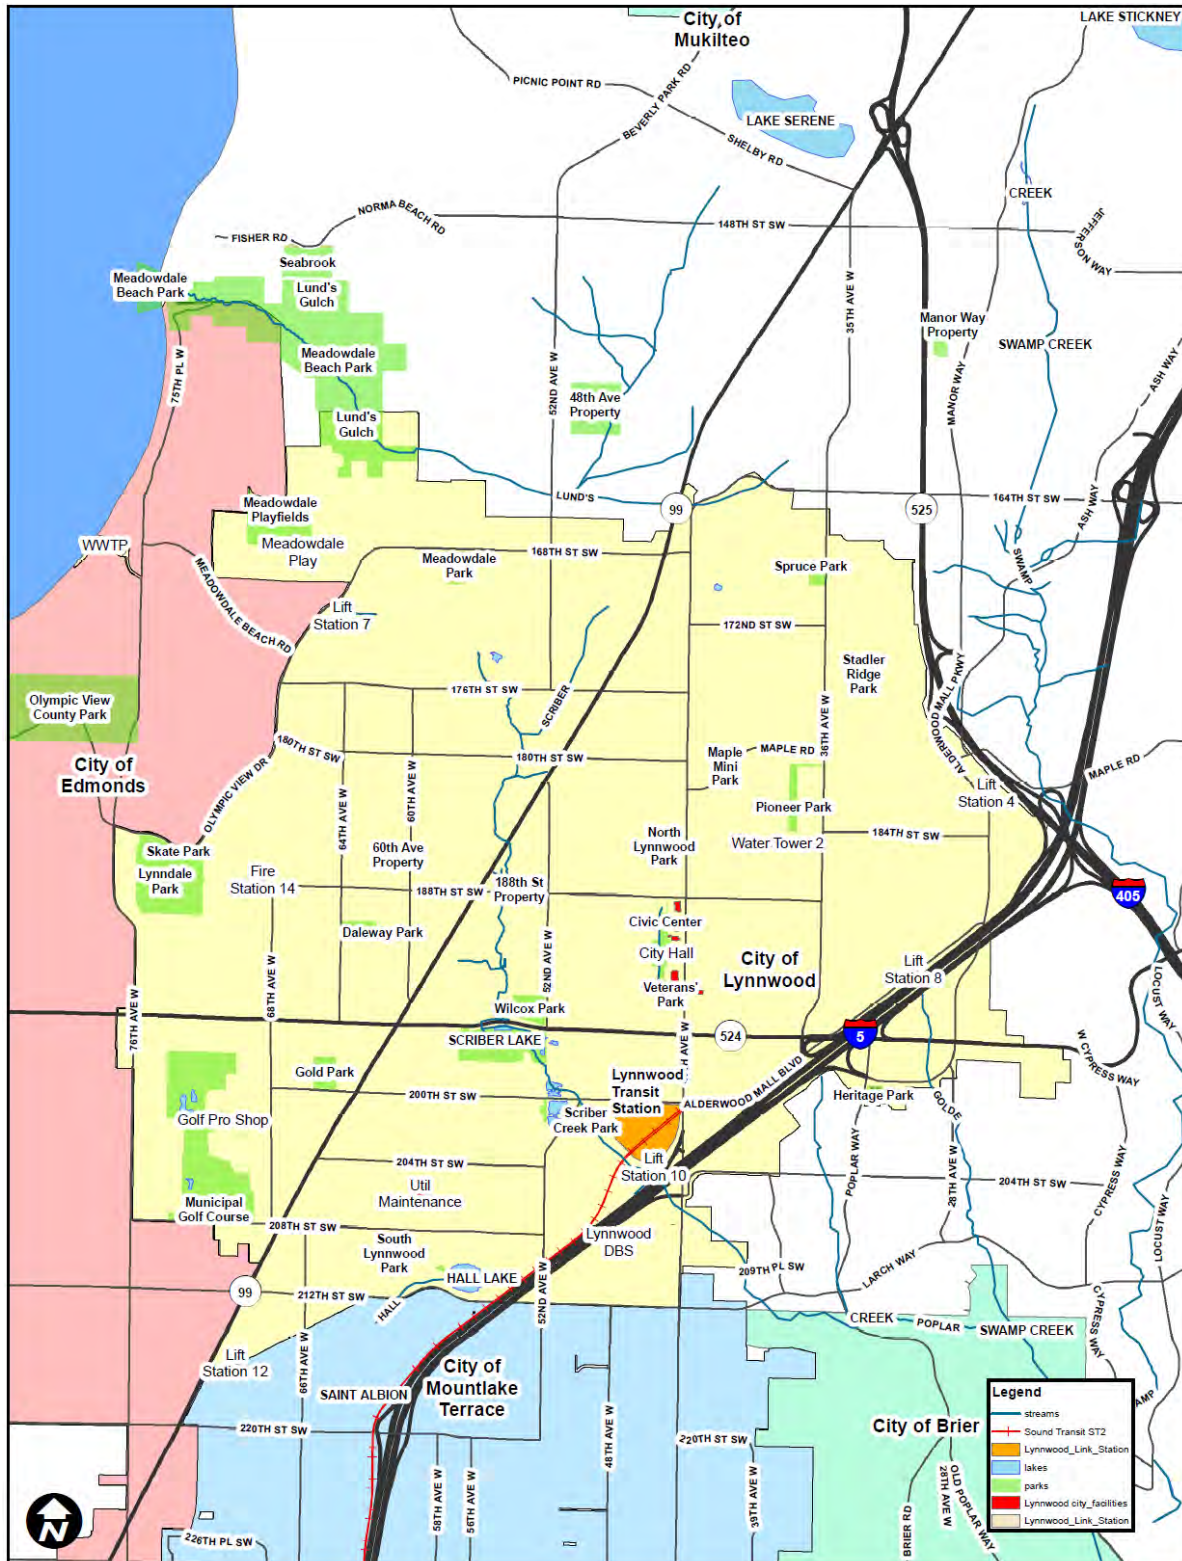 City of
Mukilteo
LAKE STICKNEY
PICNIC POINT RD
BEVERLY PARK RD
LAKE SERENE
SHELBY RD
CREEK
NORMA BEACH RD
FISHER RD
148TH ST SW
JEFFERSON WAY
Seabrook
Meadowdale
Beach Park
Lund's
Gulch
35TH AVE W
Manor Way
Property
SWAMP CREEK
ASH WAY
75TH PL W
Meadowdale
Beach Park
52ND AVE W
48th Ave
Property
MANOR WAY
Lund's
Gulch
LUND'S
99
525
164TH ST SW
ASH WAY
Meadowdale
Playfields
WWTP
Meadowdale
Play
168TH ST SW
Meadowdale
Park
Spruce Park
SWAMP
MEADOWDALE BEACH RD
Lift
Station 7
172ND ST SW
Stadler
Ridge
Park
176TH ST SW
SCRIBER
36TH AVE W
ALDERWOOD MALL PKWY
Olympic View
County Park
180TH ST SW
180TH ST SW
Maple
Mini
Park
MAPLE RD
MAPLE RD
City of
Edmonds
OLYMPIC VIEW DR
64TH AVE W
60TH AVE W
Pioneer Park
Lift
Station 4
Skate Park
Lynndale
Park
60th Ave
Property
North
Lynnwood
Park
Water Tower 2
184TH ST SW
Fire
Station 14
188TH ST SW
188th St
Property
405
Daleway Park
Civic Center
City Hall
Veterans'
Park
City of
Lynnwood
Lift
Station 8
52ND AVE W
68TH AVE W
76TH AVE W
Wilcox Park
SCRIBER LAKE
524
5
LOCUST WAY
W CYPRESS WAY
Gold Park
200TH ST SW
Lynnwood
Transit
Station
ALDERWOOD MALL BLVD
Heritage Park
GOLDE
Golf Pro Shop
Scriber
Creek Park
POPLAR WAY
28TH AVE W
CYPRESS WAY
204TH ST SW
Lift
Station 10
204TH ST SW
Util
Maintenance
Municipal
Golf Course
208TH ST SW
LOCUST WAY
Lynnwood
DBS
South
Lynnwood
Park
HALL LAKE
52ND AVE W
209TH PL SW
LARCH WAY
99
212TH ST SW
HALL
CREEK
POPLAR
SWAMP CREEK
CYPRESS WAY
Lift
Station 12
66TH AVE W
SAINT ALBION
City of
Mountlake
Terrace
City of Brier
220TH ST SW
48TH AVE W
220TH ST SW
58TH AVE W
56TH AVE W
39TH AVE W
BRIER RD
28TH AVE W
OLD POPLAR WAY
226TH PL SW
N
Legend
streams
Sound Transit ST2
Lynnwood_Link_Station
lakes
parks
Lynnwood city_facilities
Lynnwood_Link_Station